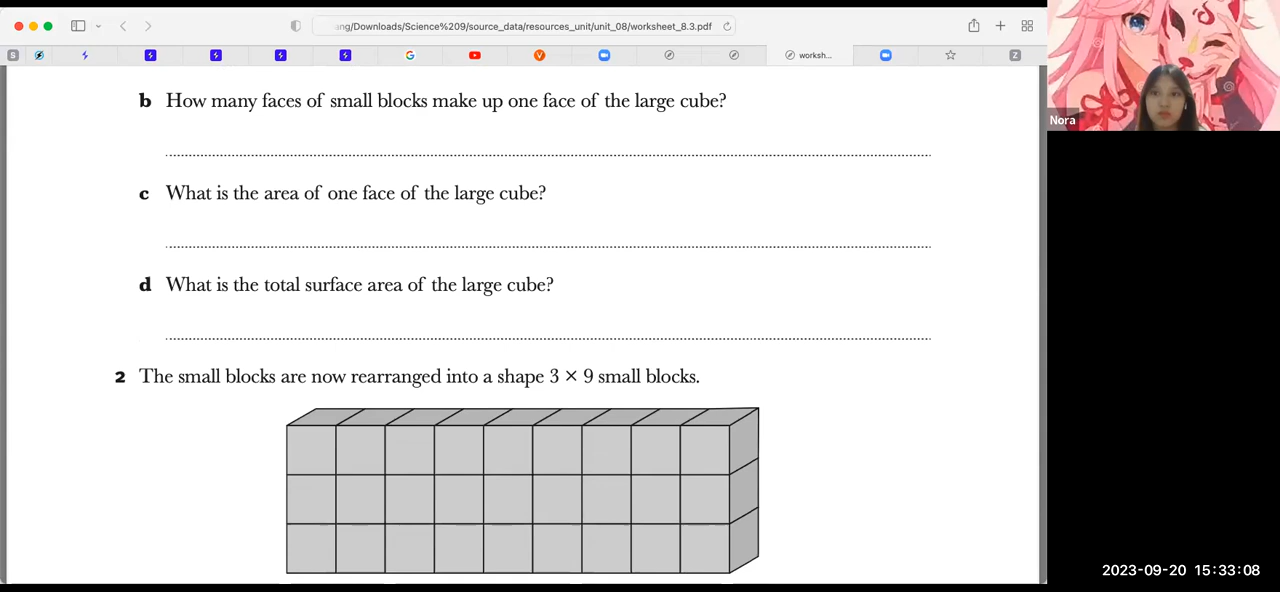 ang/Downloads/Science%209/source_data/resources_unit/unit_08/worksheet_8.3.pdf
S
G
V
worksh...
Z
Nora
b How many faces of small blocks make up one face of the large cube?
c What is the area of one face of the large cube?
d What is the total surface area of the large cube?
2 The small blocks are now rearranged into a shape 3 × 9 small blocks.
2023-09-20 15:33:08